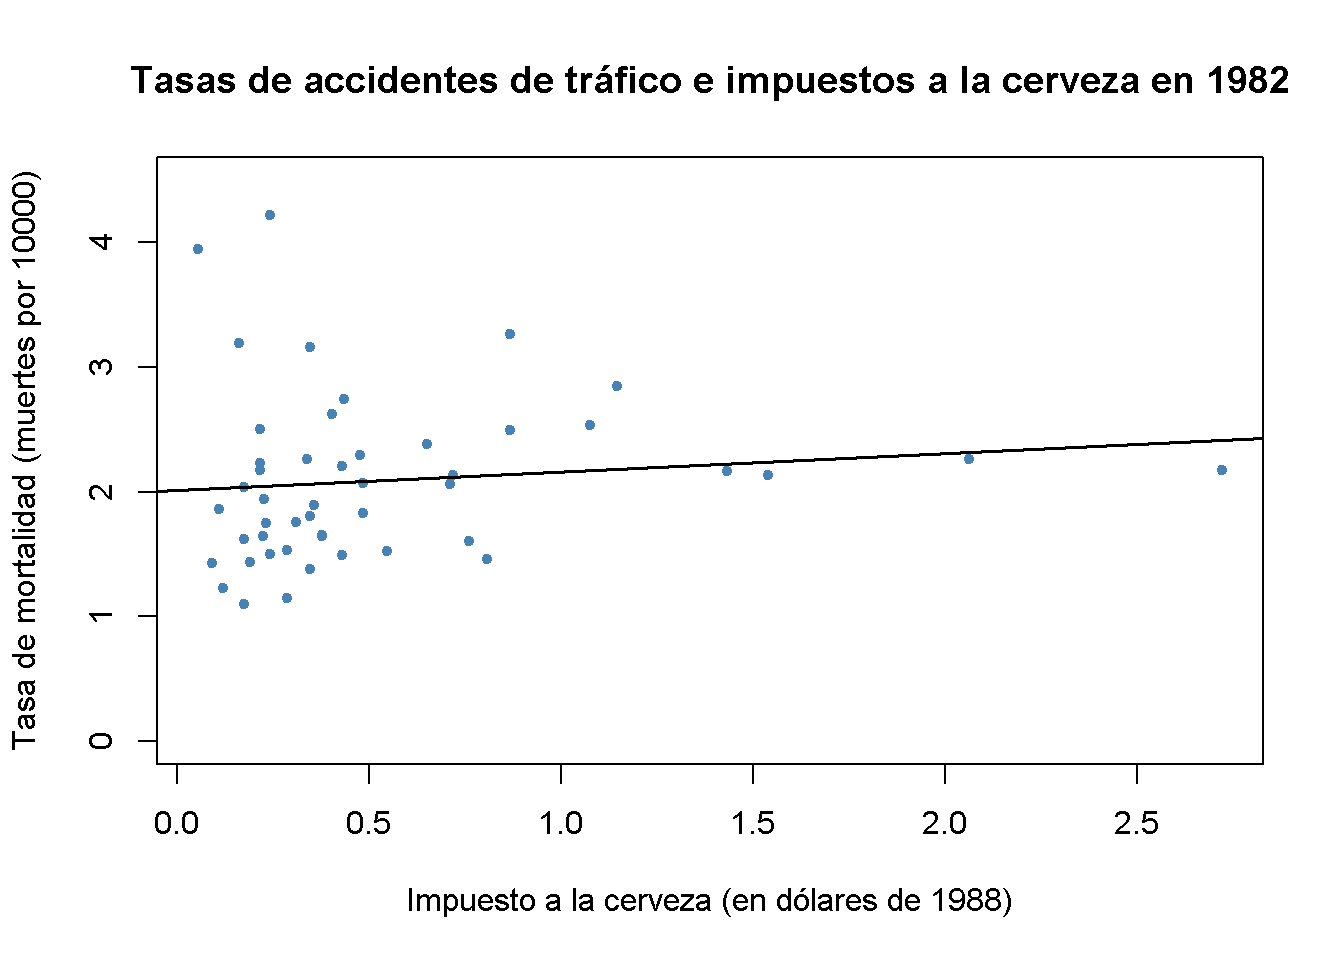 Tasas de accidentes de tráfico e impuestos a la cerveza en 1982
Tasa de mortalidad (muertes por 10000)
4
3
2
1
0
0.0 0.5 1.0 1.5 2.0 2.5
Impuesto a la cerveza (en dólares de 1988)